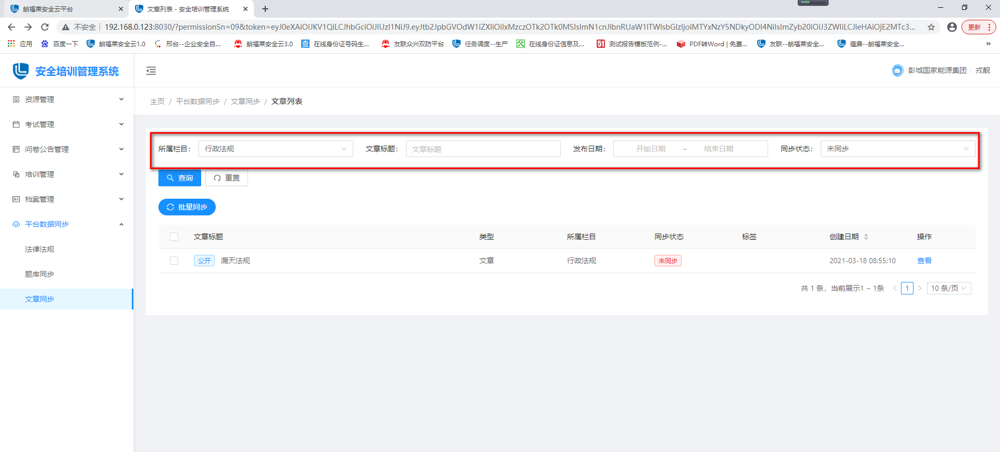 朗福莱安全云平台
文章列表 - 安全培训管理系统
不安全
192.168.0.123:8030/?permissionSn=09&token=eyJ0eXAiOiJKV1QiLCJhbGciOiJIUzI1NiJ9.eyJtb2JpbGVOdW1iZXIiOiIxMzczOTk2OTk0MSIsImN1cnJlbnRUaW1lTWlsbGlzIjoiMTYxNzY5NDkyODI4NiIsImZyb20iOiJ3ZWIiLCJleHAiOjE2MTc3...
更新
应用
百度一下
朗福莱安全云1.0
邢台--企业安全自...
朗福莱安全云3.0
查
在线身份证号码生...
友联众兴双防平台
任务调度--生产
在线身份证信息及...
51
测试报告模板范例-...
PDF转Word | 免费...
友联--朗福莱安全...
蕴鼎--朗福莱安全...
»
安全培训管理系统
彭城国家能源集团
戎靓
资源管理
考试管理
问卷公告管理
培训管理
档案管理
平台数据同步
法律法规
题库同步
文章同步
主页 / 平台数据同步 / 文章同步 / 文章列表
所属栏目: 行政法规
文章标题: 文章标题
发布日期: 开始日期 ~ 结束日期
同步状态: 未同步
查询
重置
批量同步
文章标题 类型 所属栏目 同步状态 标签 创建日期 操作
公开 漏天法规 文章 行政法规 未同步 2021-03-18 08:55:10 查看
共 1 条, 当前展示1 ~ 1条 < 1 > 10 条/页